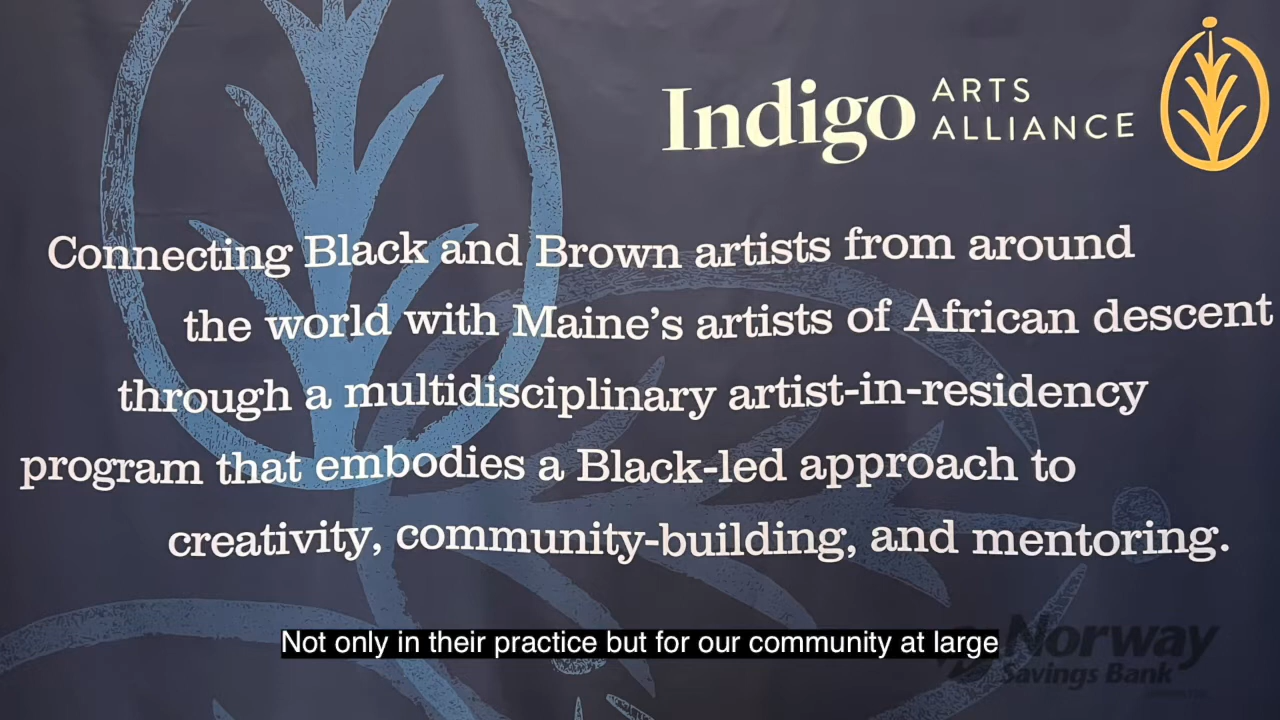 Indigo ARTS
ALLIANCE
Connecting Black and Brown artists from around
the world with Maine's artists of African descent
through a multidisciplinary artist-in-residency
program that embodies a Black-led approach to
creativity, community-building, and mentoring.
Not only in their practice but for our community at large
Norway
Savings Bank